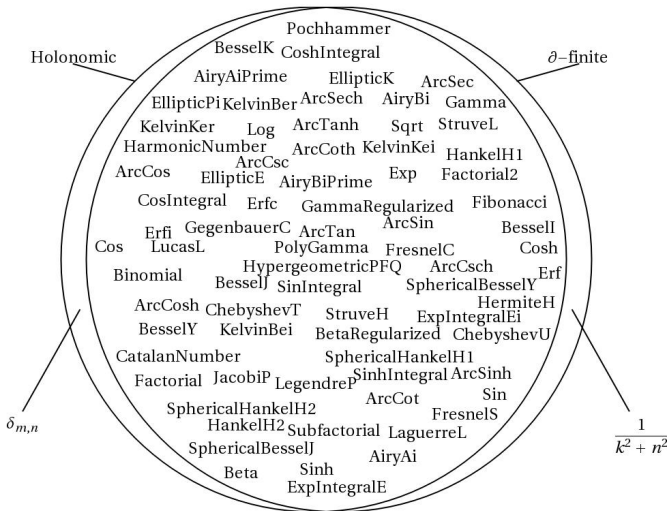 Pochhammer
BesselK CoshIntegral
Holonomic ∂–finite
AiryAiPrime EllipticK ArcSec
EllipticPi KelvinBer ArcSech AiryBi Gamma
KelvinKer Log ArcTanh Sqrt StruveL
HarmonicNumber ArcCoth KelvinKei HankelH1
ArcCos ArcCsc Exp Factorial2
EllipticE AiryBiPrime
CosIntegral Erfc GammaRegularized Fibonacci
Erfi GegenbauerC ArcTan ArcSin BesselI
Cos LucasL PolyGamma FresnelC Cosh
Binomial HypergeometricPFQ ArcCsch Erf
BesselJ SinIntegral SphericalBesselY
ArcCosh ChebyshevT StruveH HermiteH
ExpIntegralEi
BesselY KelvinBei BetaRegularized ChebyshevU
CatalanNumber SphericalHankelH1
Factorial JacobiP LegendreP SinhIntegral ArcSinh
ArcCot Sin
SphericalHankelH2 FresnelS
δm,n HankelH2 Subfactorial LaguerreL 1
k² + n²
SphericalBesselJ AiryAi
Beta Sinh
ExpIntegralE